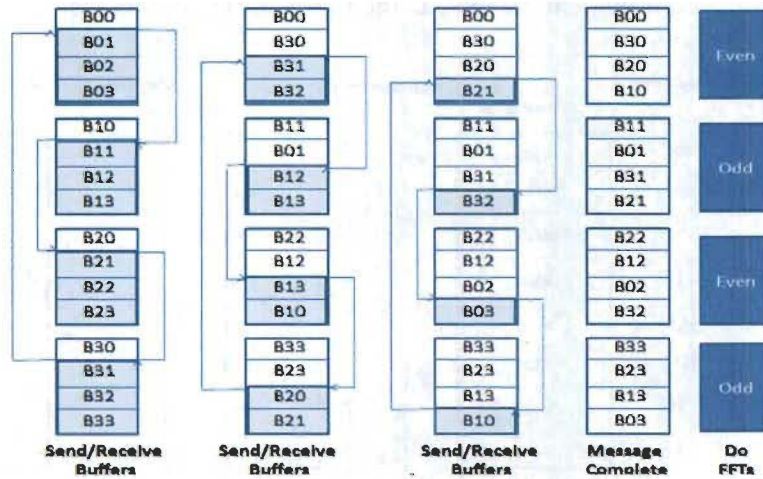 B00
B01
B02
B03
B10
B11
B12
B13
B20
B21
B22
B23
B30
B31
B32
B33
Send/Receive
Buffers
B00
B30
B31
B32
B11
B01
B12
B13
B22
B12
B13
B10
B33
B23
B20
B21
Send/Receive
Buffers
B00
B30
B20
B21
B11
B01
B31
B32
B22
B12
B02
B03
B33
B23
B13
B10
Send/Receive
Buffers
B00
B30
B20
B10
B11
B01
B31
B21
B22
B12
B02
B32
B33
B23
B13
B03
Message
Complete
Even
Odd
Even
Odd
Do
FFTs